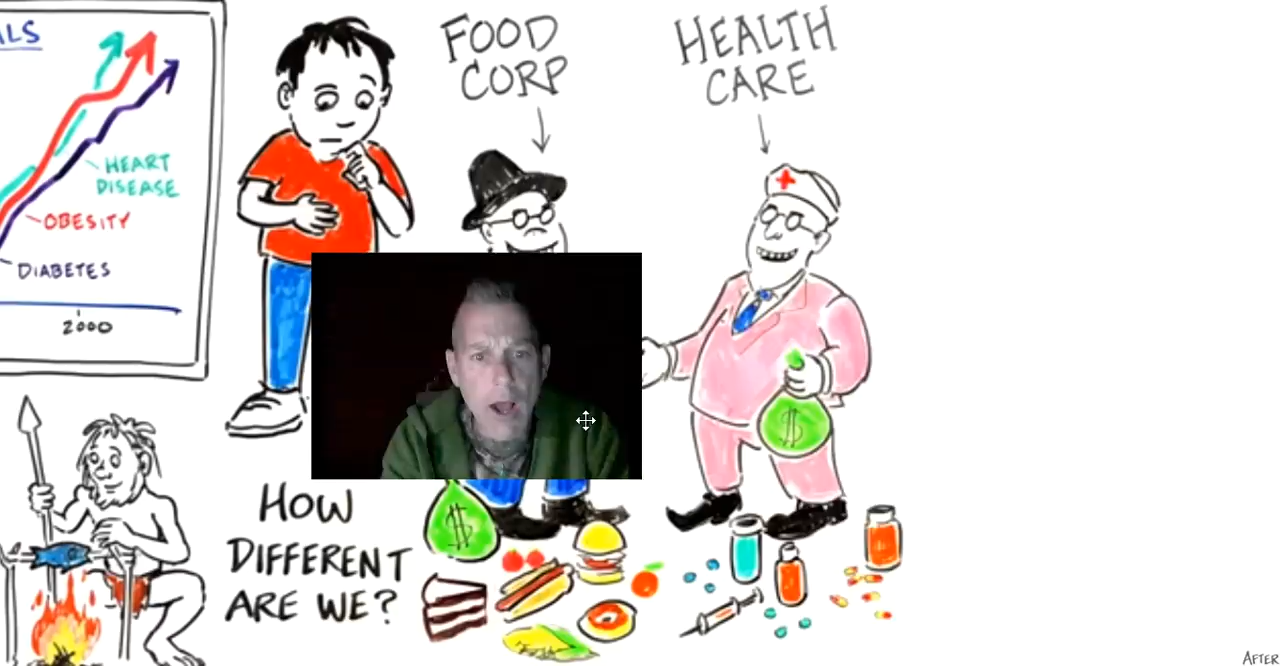 ALS
HEART
DISEASE
OBESITY
DIABETES
2000
FOOD
CORP
HEALTH
CARE
$
HOW
DIFFERENT
ARE WE?
$
AFTER